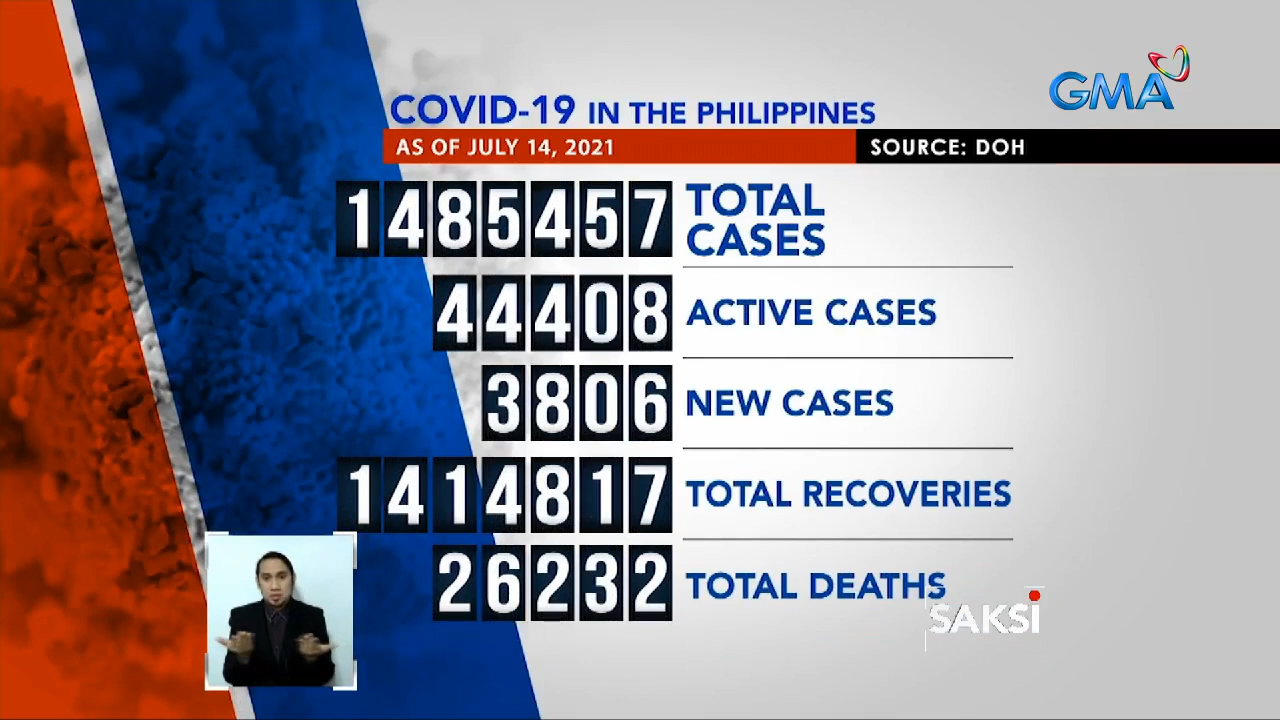 GMA
COVID-19 IN THE PHILIPPINES
AS OF JULY 14, 2021 SOURCE: DOH
1485457 TOTAL CASES
44408 ACTIVE CASES
3806 NEW CASES
1414817 TOTAL RECOVERIES
26232 TOTAL DEATHS
SAKSI